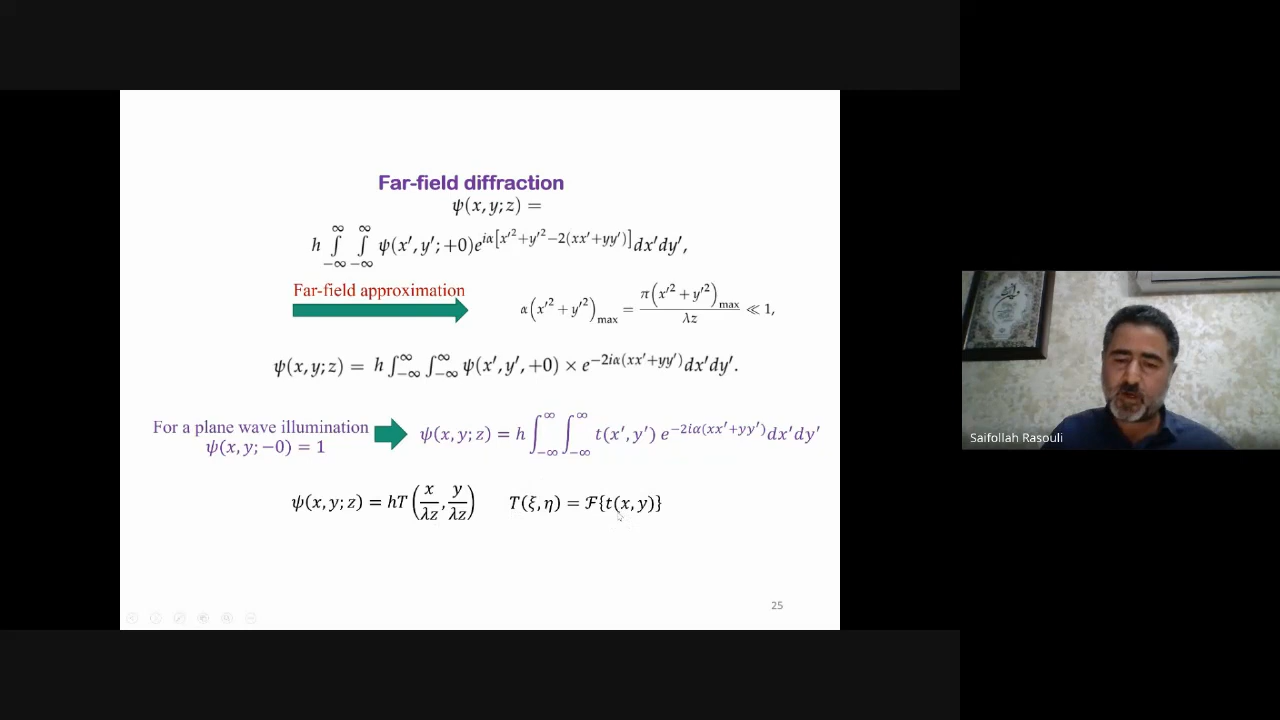 Far-field diffraction
ψ(x, y; z) =
h ∫_{−∞}^{∞} ∫_{−∞}^{∞} ψ(x′, y′; +0)e^{iα[x′²+y′²−2(xx′+yy′)]}dx′dy′,
Far-field approximation
α(x′² + y′²)_{max} = π(x′² + y′²)_{max} / λz ≪ 1,
ψ(x, y; z) = h ∫_{−∞}^{∞} ∫_{−∞}^{∞} ψ(x′, y′, +0) × e^{−2iα(xx′+yy′)}dx′dy′.
For a plane wave illumination
ψ(x, y; −0) = 1
ψ(x, y; z) = h ∫_{−∞}^{∞} ∫_{−∞}^{∞} t(x′, y′) e^{−2iα(xx′+yy′)}dx′dy′
ψ(x, y; z) = hT(x/λz, y/λz)
T(ξ, η) = ℱ{t(x, y)}
25
Saifollah Rasouli